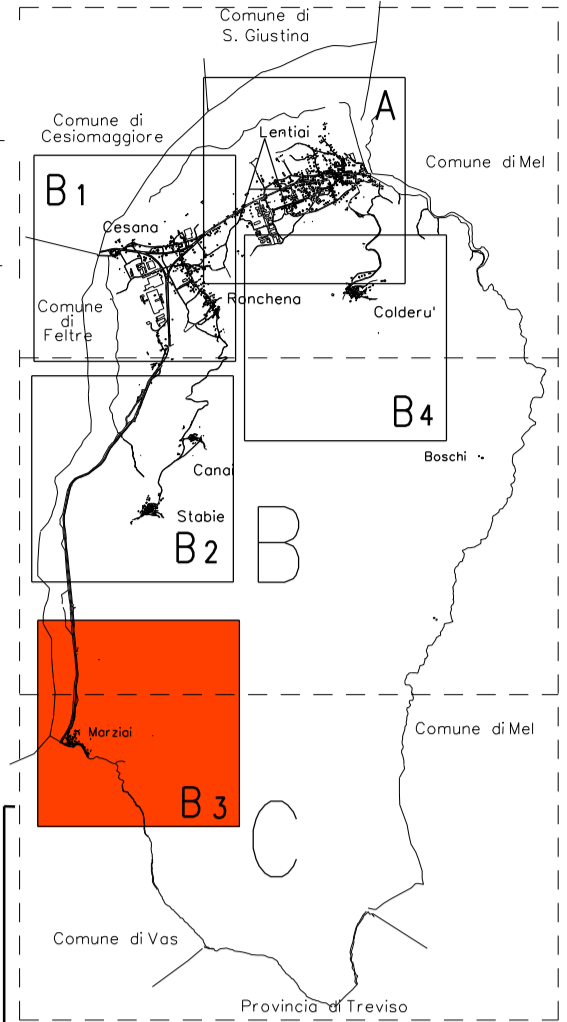 Comune di
S. Giustina
A
Comune di
Cesiomaggiore
Lentiai
Comune di Mel
B1
Cesana
Ronchena
Colderu'
Comune
di
Feltre
B4
Boschi
Canai
Stabie
B2
B
Marziai
Comune di Mel
B3
C
Comune di Vas
Provincia di Treviso